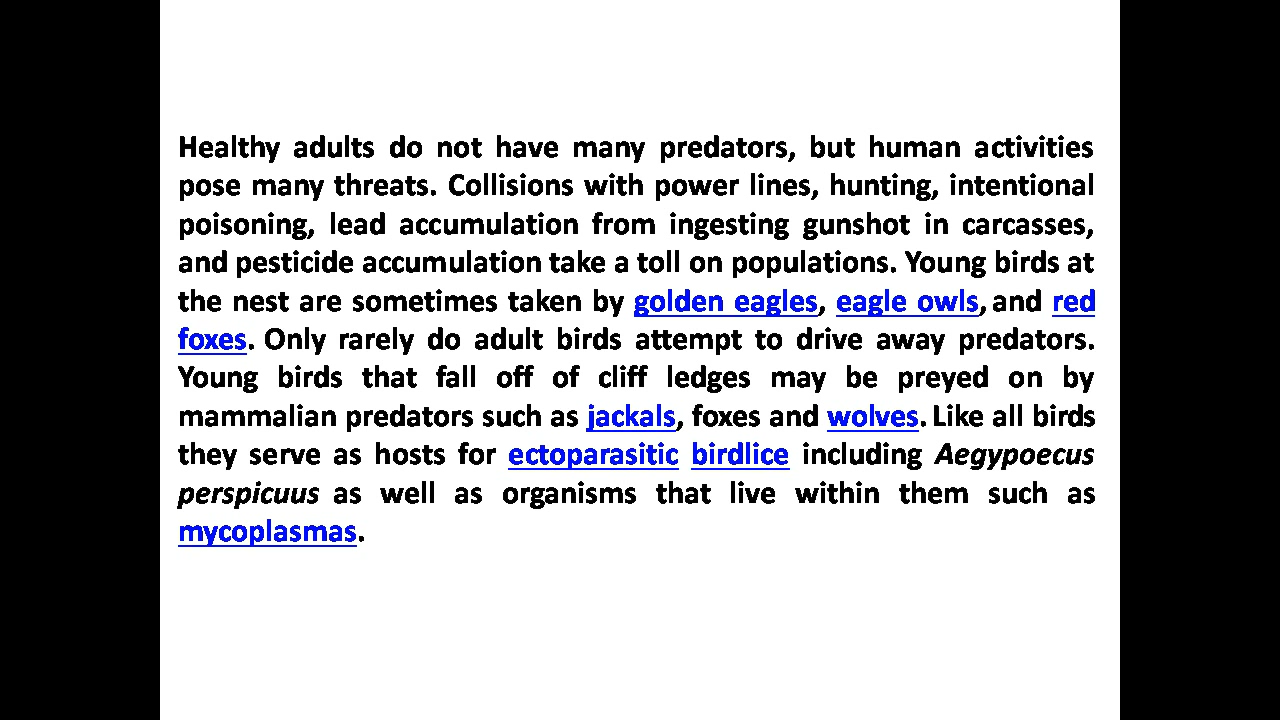 Healthy adults do not have many predators, but human activities
pose many threats. Collisions with power lines, hunting, intentional
poisoning, lead accumulation from ingesting gunshot in carcasses,
and pesticide accumulation take a toll on populations. Young birds at
the nest are sometimes taken by golden eagles, eagle owls, and red
foxes. Only rarely do adult birds attempt to drive away predators.
Young birds that fall off of cliff ledges may be preyed on by
mammalian predators such as jackals, foxes and wolves. Like all birds
they serve as hosts for ectoparasitic birdlice including Aegypoecus
perspicuus as well as organisms that live within them such as
mycoplasmas.